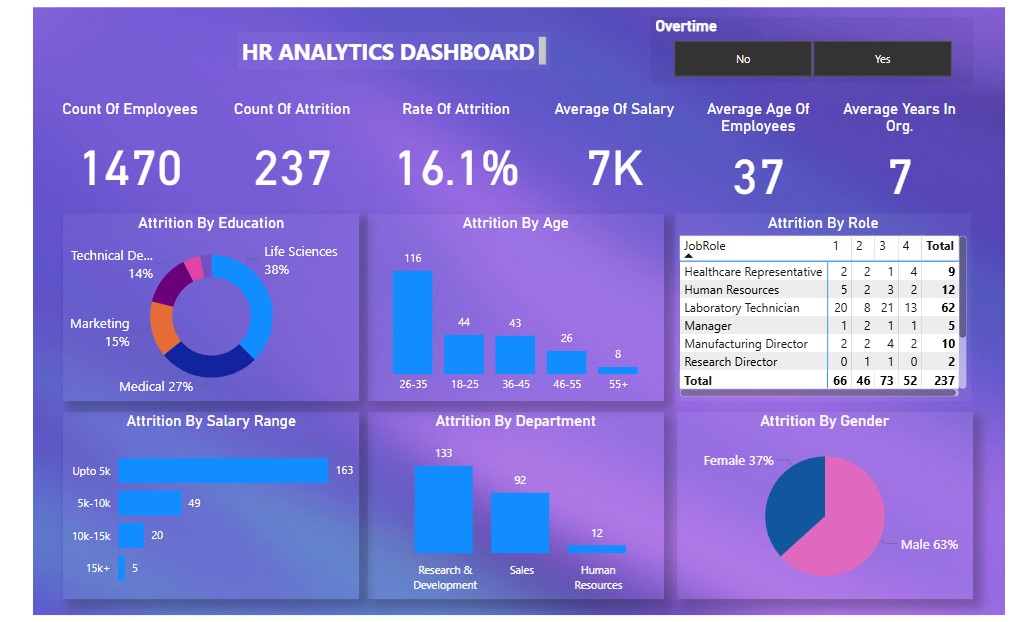 HR ANALYTICS DASHBOARD
Overtime
No
Yes
Count Of Employees
1470
Count Of Attrition
237
Rate Of Attrition
16.1%
Average Of Salary
7K
Average Age Of
Employees
37
Average Years In
Org.
7
Attrition By Education
Life Sciences
38%
Medical 27%
Marketing
15%
Technical De...
14%
Attrition By Age
116
44
43
26
8
26-35 18-25 36-45 46-55 55+
Attrition By Role
JobRole 1 2 3 4 Total
Healthcare Representative 2 2 1 4 9
Human Resources 5 2 3 2 12
Laboratory Technician 20 8 21 13 62
Manager 1 2 1 1 5
Manufacturing Director 2 2 4 2 10
Research Director 0 1 1 0 2
Total 66 46 73 52 237
Attrition By Salary Range
Upto 5k 163
5k-10k 49
10k-15k 20
15k+ 5
Attrition By Department
133
92
12
Research &
Development
Sales
Human
Resources
Attrition By Gender
Female 37%
Male 63%